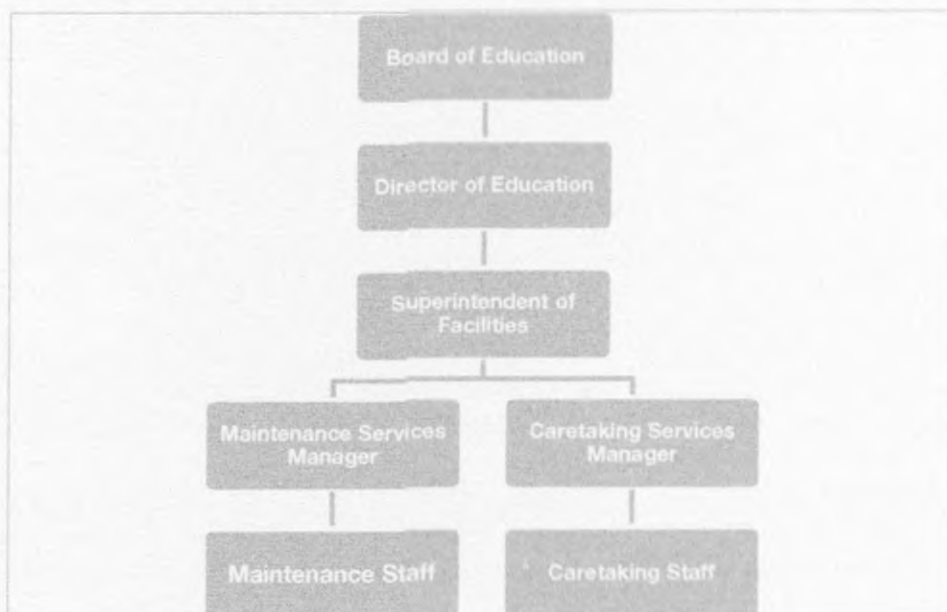 Board of Education
Director of Education
Superintendent of
Facilities
Maintenance Services
Manager
Caretaking Services
Manager
Maintenance Staff
Caretaking Staff